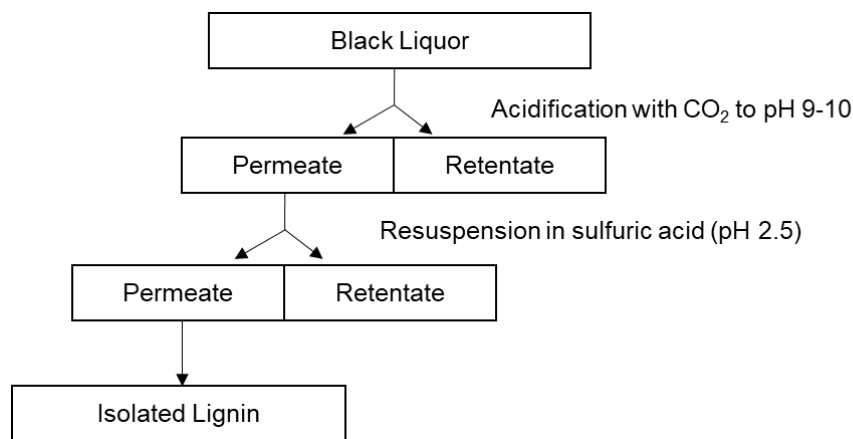 Black Liquor
Acidification with CO₂ to pH 9-10
Permeate
Retentate
Resuspension in sulfuric acid (pH 2.5)
Permeate
Retentate
Isolated Lignin